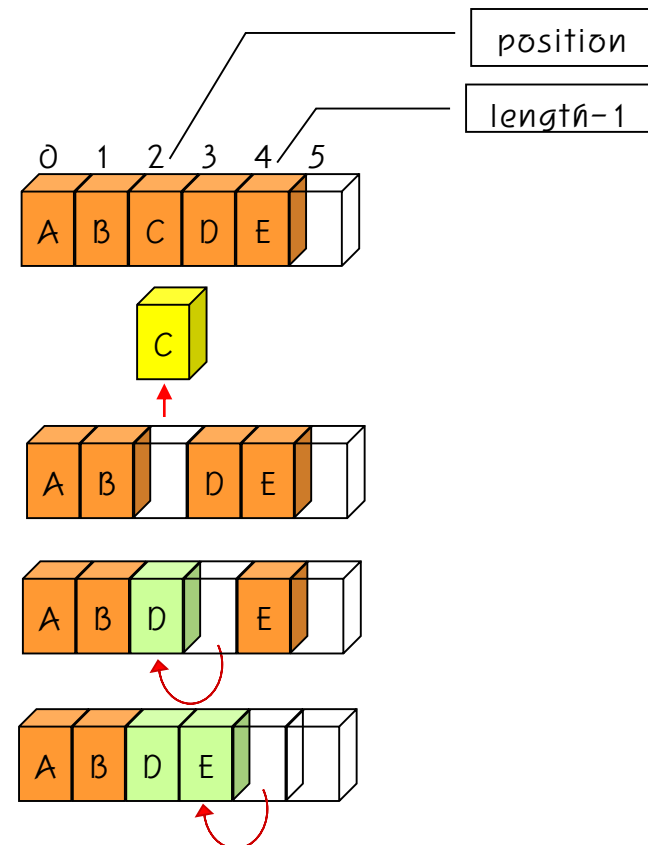 position
length-1
0 1 2 3 4 5
A B C D E
C
A B D E
A B D E
A B D E